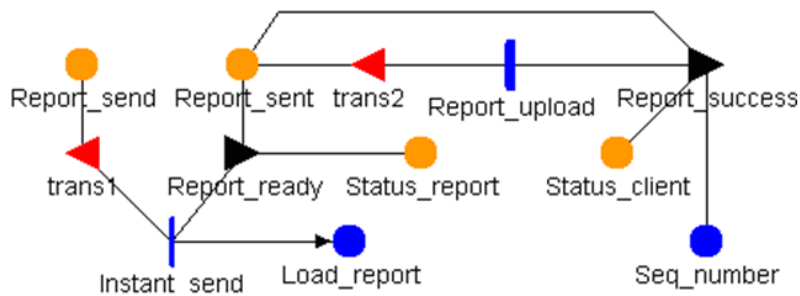 Report_send
Report_sent
trans2
Report_upload
Report_success
trans1
Report_ready
Status_report
Status_client
Instant_send
Load_report
Seq_number